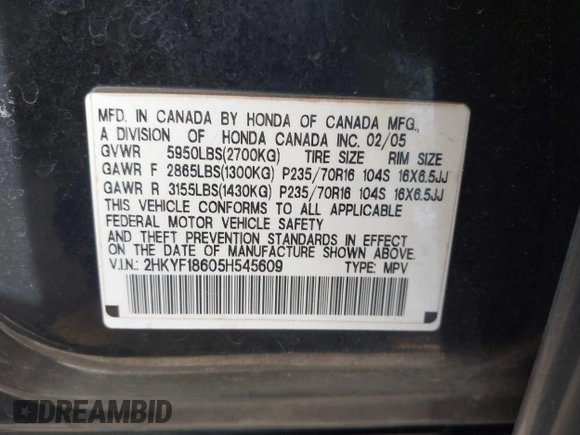 MFD. IN CANADA BY HONDA OF CANADA MFG.,
A DIVISION OF HONDA CANADA INC. 02/05
GVWR 5950LBS(2700KG) TIRE SIZE RIM SIZE
GAWR F 2865LBS(1300KG) P235/70R16 104S 16X6.5JJ
GAWR R 3155LBS(1430KG) P235/70R16 104S 16X6.5JJ
THIS VEHICLE CONFORMS TO ALL APPLICABLE
FEDERAL MOTOR VEHICLE SAFETY
AND THEFT PREVENTION STANDARDS IN EFFECT
ON THE DATE OF MANUFACTURE SHOWN ABOVE.
V.I.N.: 2HKYF18605H545609 TYPE: MPV
DREAMBID